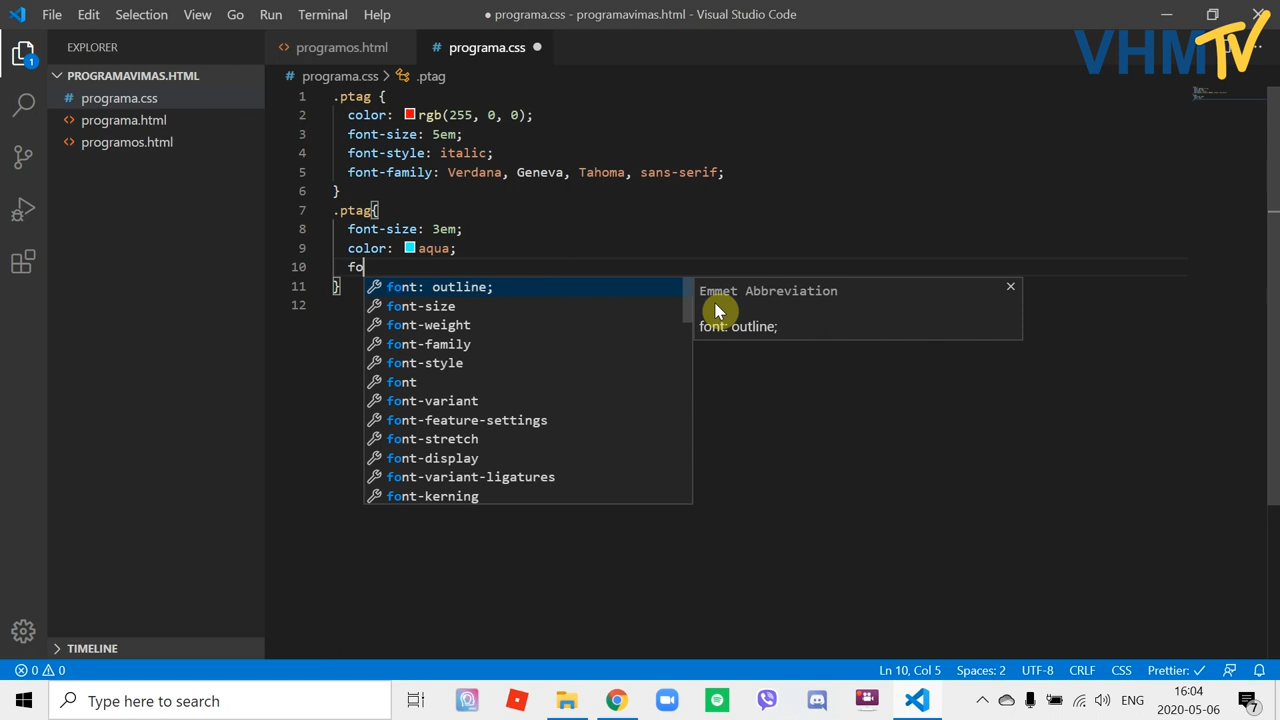 File Edit Selection View Go Run Terminal Help
● programa.css - programavimas.html - Visual Studio Code
VHM TV
EXPLORER
programos.html
# programa.css
PROGRAMAVIMAS.HTML
# programa.css > .ptag
# programa.css
programa.html
programos.html
1 .ptag {
2 color: rgb(255, 0, 0);
3 font-size: 5em;
4 font-style: italic;
5 font-family: Verdana, Geneva, Tahoma, sans-serif;
6 }
7 .ptag{
8 font-size: 3em;
9 color: aqua;
10 fo
11 }
12
font: outline;
font-size
font-weight
font-family
font-style
font
font-variant
font-feature-settings
font-stretch
font-display
font-variant-ligatures
font-kerning
Emmet Abbreviation
font: outline;
TIMELINE
0 0
Ln 10, Col 5 Spaces: 2 UTF-8 CRLF CSS Prettier: ✓
Type here to search
ENG
16:04
2020-05-06
7
1